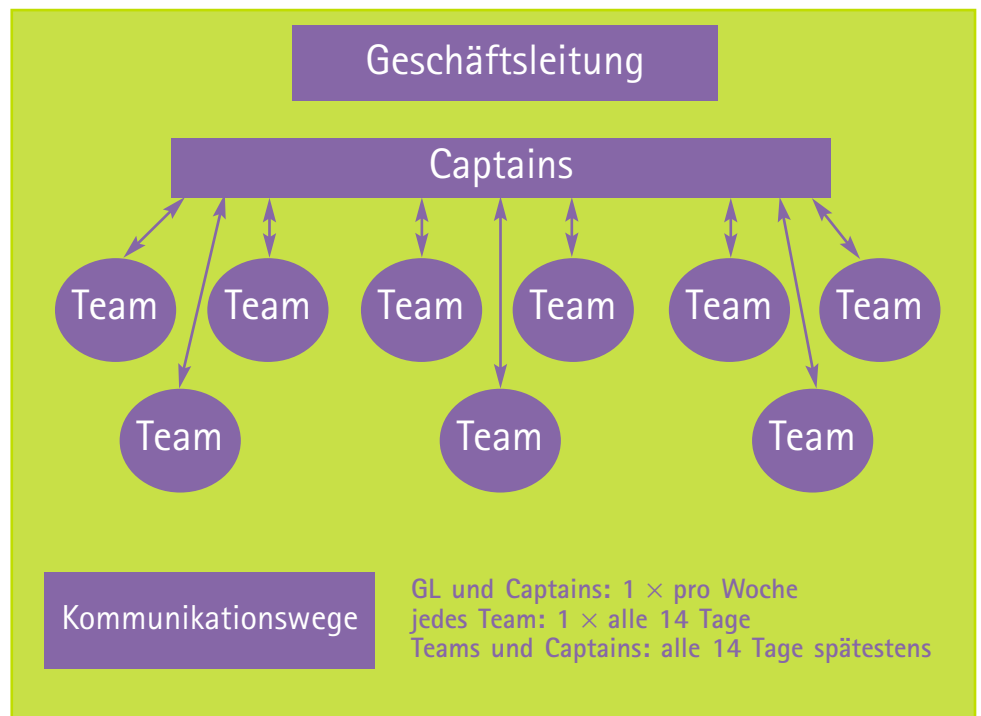 Geschäftsleitung
Captains
Team Team Team Team Team Team
Team Team Team
Kommunikationswege
GL und Captains: 1 × pro Woche
jedes Team: 1 × alle 14 Tage
Teams und Captains: alle 14 Tage spätestens